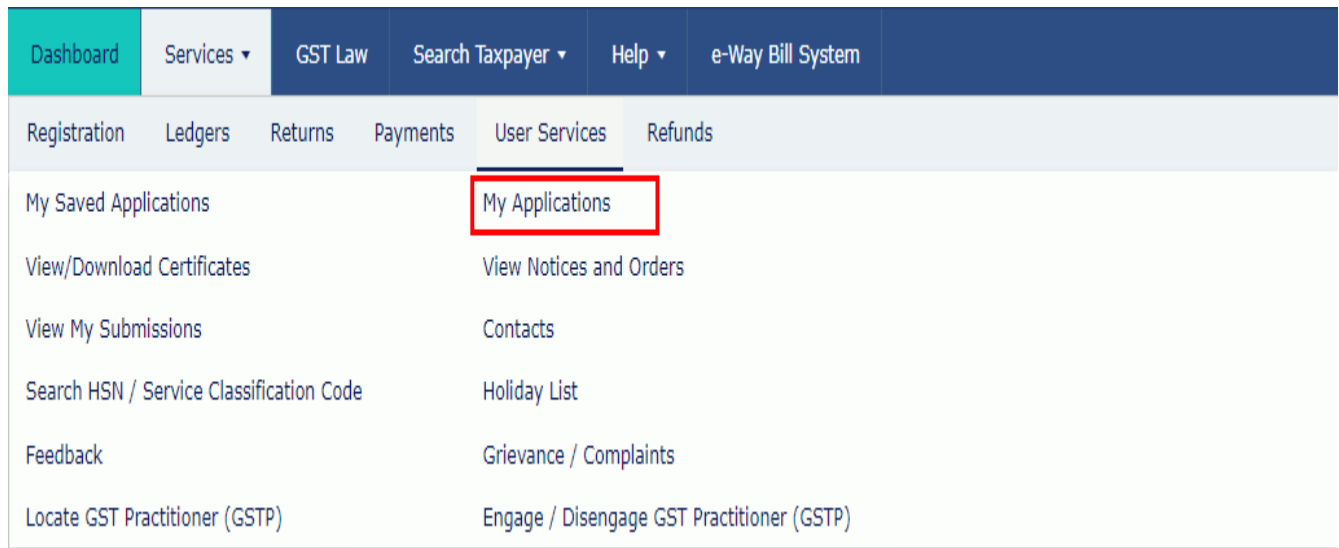 Dashboard Services ▾ GST Law Search Taxpayer ▾ Help ▾ e-Way Bill System
Registration Ledgers Returns Payments User Services Refunds
My Saved Applications My Applications
View/Download Certificates View Notices and Orders
View My Submissions Contacts
Search HSN / Service Classification Code Holiday List
Feedback Grievance / Complaints
Locate GST Practitioner (GSTP) Engage / Disengage GST Practitioner (GSTP)